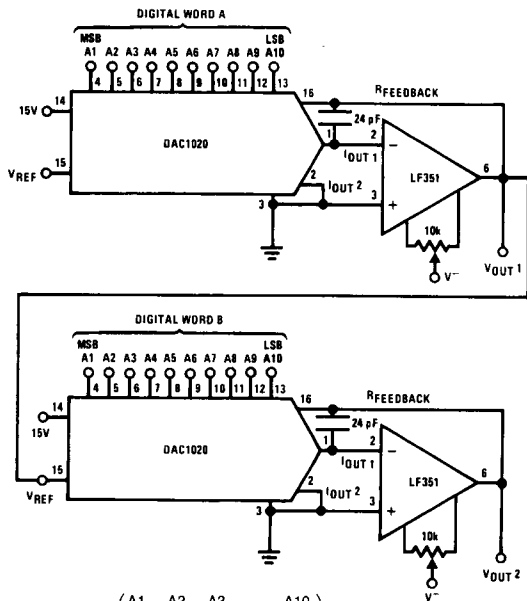 DIGITAL WORD A
MSB LSB
A1 A2 A3 A4 A5 A6 A7 A8 A9 A10
4 5 6 7 8 9 10 11 12 13
16 RFEEDBACK
15V 14
24 pF
DAC1020
1 2 6
IOUT 1 LF351
VREF 15
IOUT 2
2
3 3
10k
V−
VOUT 1
DIGITAL WORD B
MSB LSB
A1 A2 A3 A4 A5 A6 A7 A8 A9 A10
4 5 6 7 8 9 10 11 12 13
16 RFEEDBACK
14
15V
24 pF
DAC1020
1 2 6
IOUT 1 LF351
15
VREF
IOUT 2
2
3 3
10k
V−
VOUT 2
(A1 A2 A3 A10)